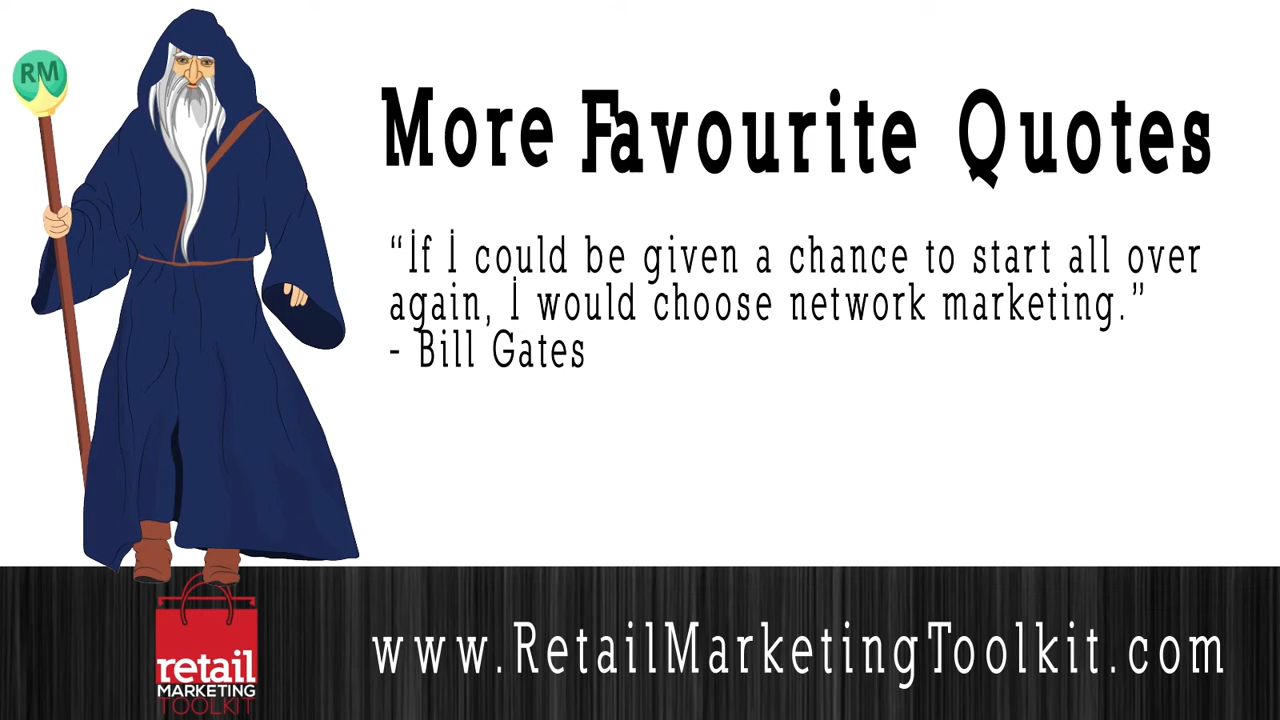 RM
More Favourite Quotes
“If I could be given a chance to start all over
again, I would choose network marketing.”
- Bill Gates
retail
MARKETING
TOOLKIT
www.RetailMarketingToolkit.com